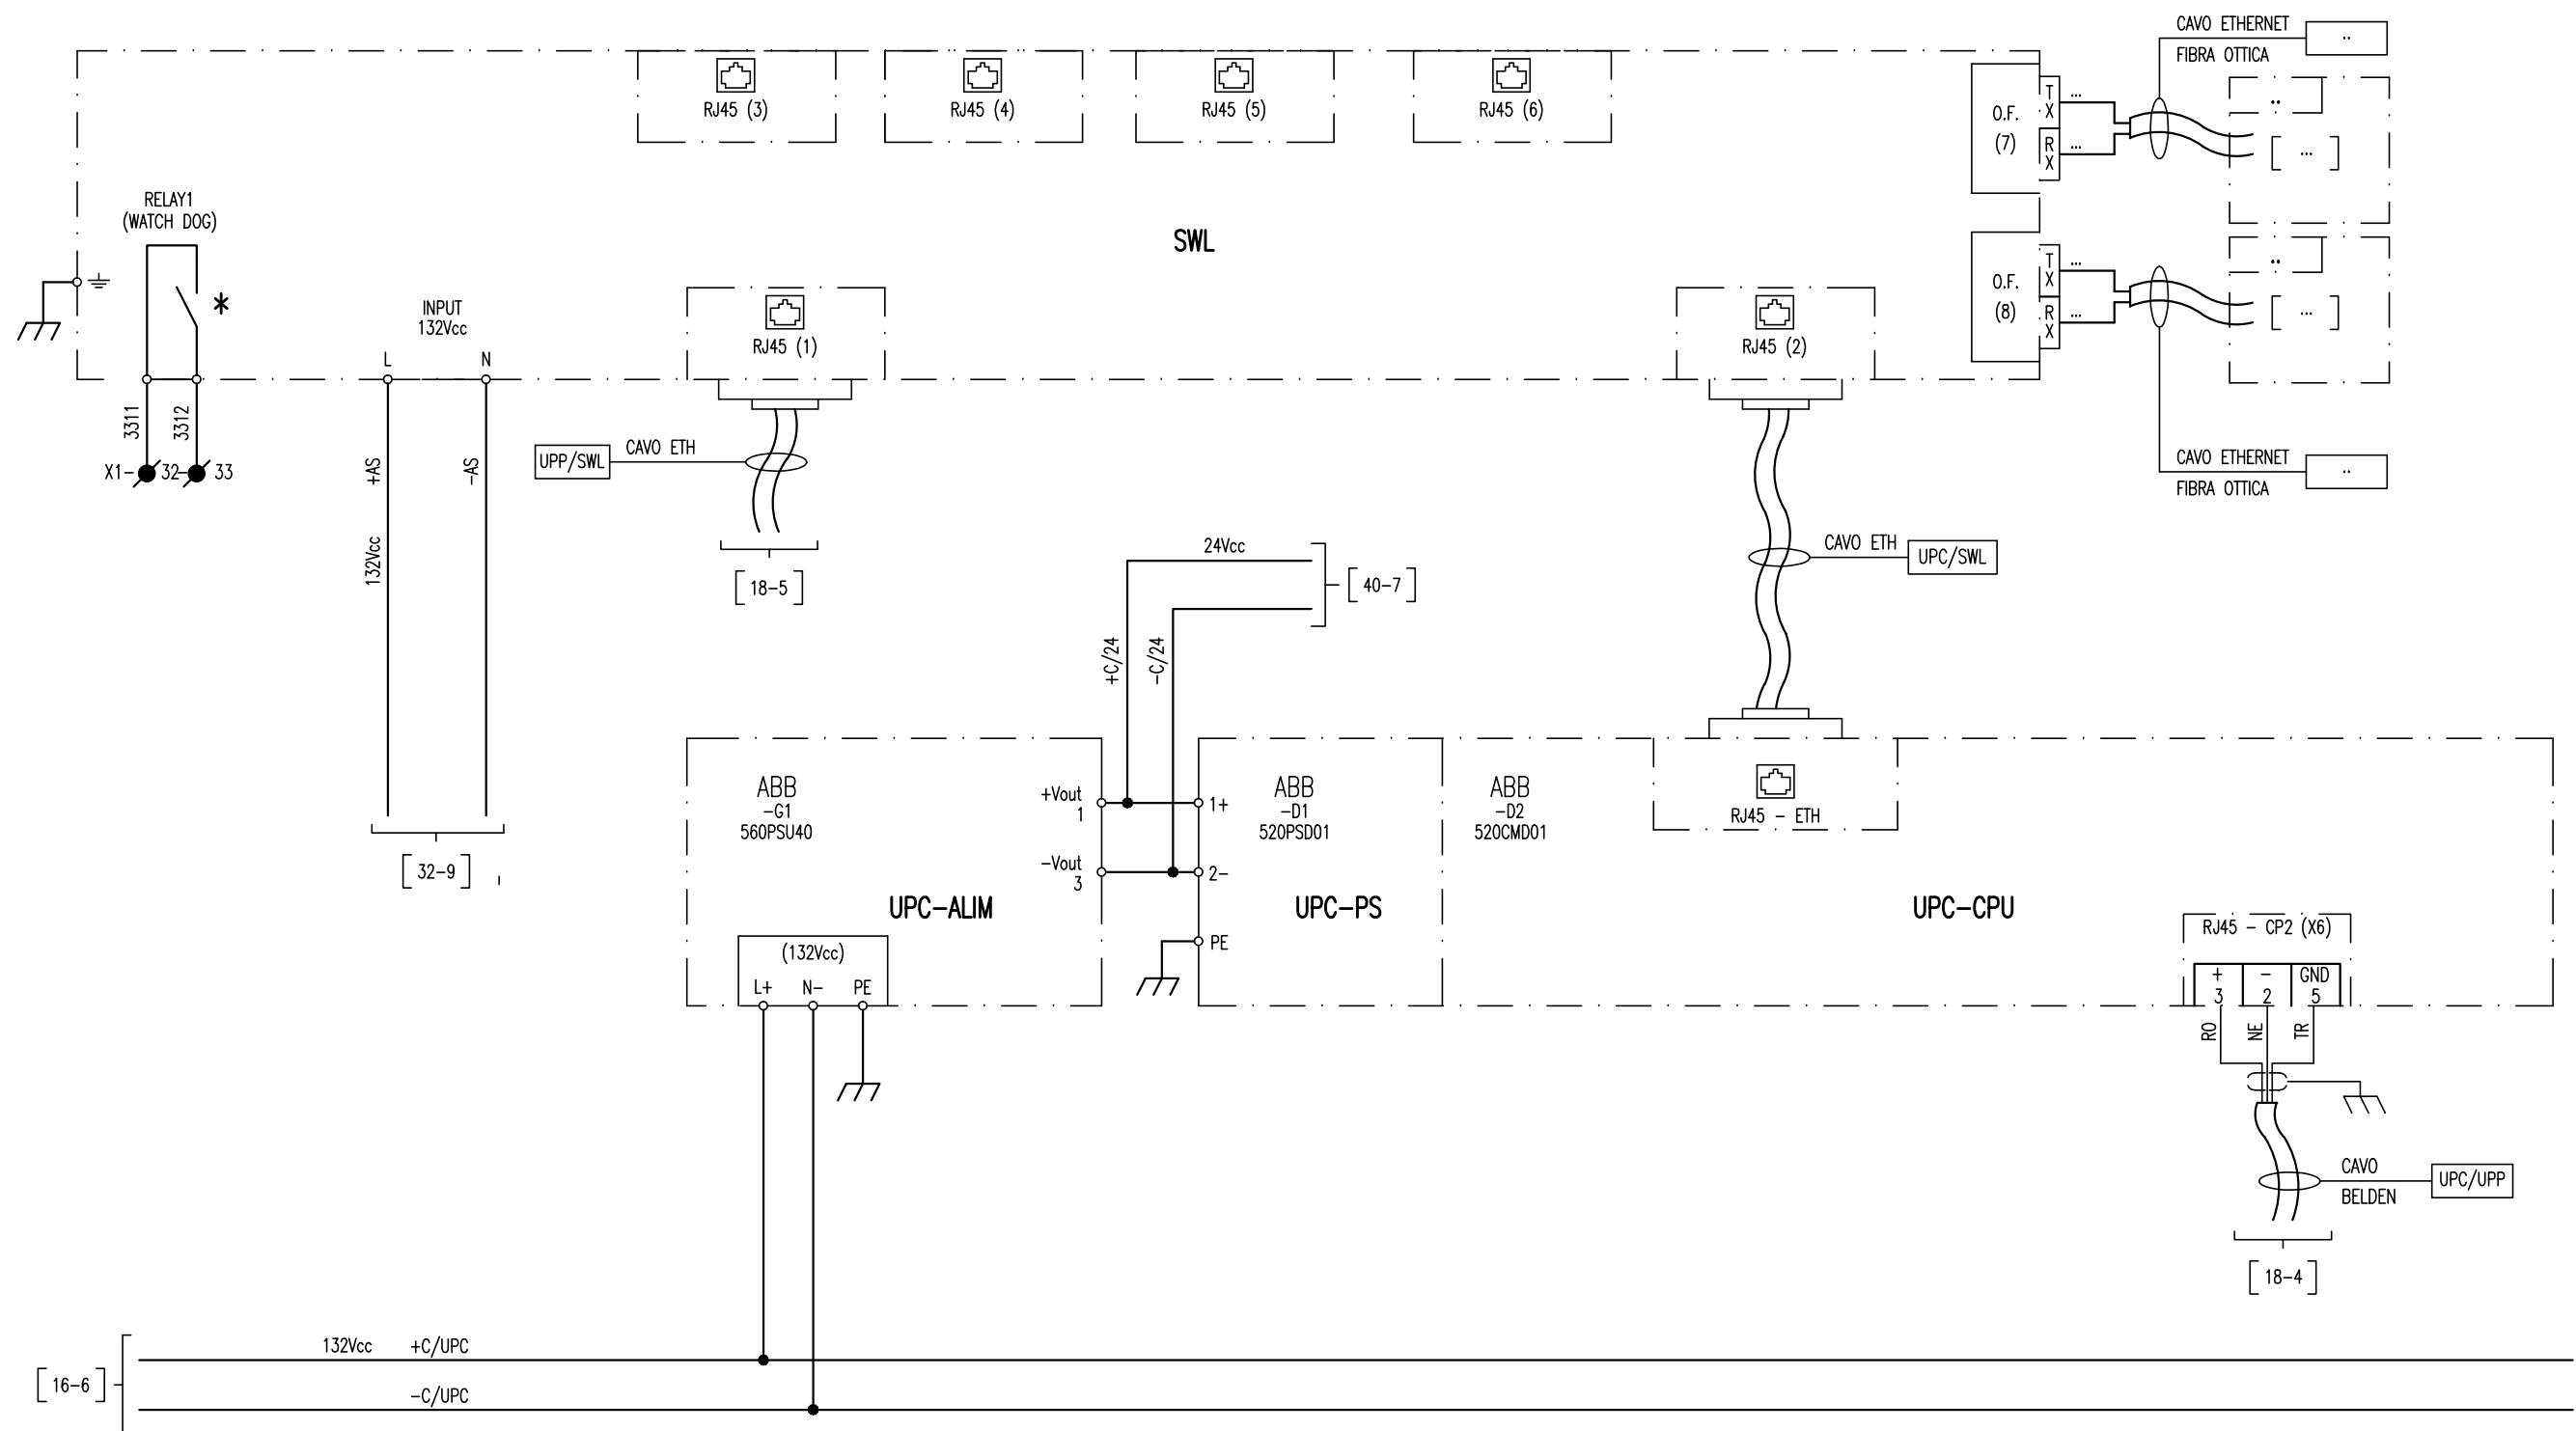 CAVO ETHERNET
..
FIBRA OTTICA
RJ45 (3)
RJ45 (4)
RJ45 (5)
RJ45 (6)
O.F.
(7)
TX
RX
...
...
..
[ ... ]
RELAY1
(WATCH DOG)
SWL
O.F.
(8)
TX
RX
...
...
..
[ ... ]
*
INPUT
132Vcc
L
N
RJ45 (1)
RJ45 (2)
3311
3312
X1-
32-
33
+AS
-AS
132Vcc
UPP/SWL
CAVO ETH
CAVO ETHERNET
..
FIBRA OTTICA
[ 18-5 ]
24Vcc
[ 40-7 ]
+C/24
-C/24
CAVO ETH
UPC/SWL
ABB
-G1
560PSU40
+Vout
1
-Vout
3
1+
2-
PE
ABB
-D1
520PSD01
ABB
-D2
520CMD01
RJ45 - ETH
[ 32-9 ]
UPC-ALIM
UPC-PS
UPC-CPU
(132Vcc)
L+
N-
PE
RJ45 - CP2 (X6)
+
-
GND
3
2
5
RO
NE
TR
CAVO
BELDEN
UPC/UPP
[ 18-4 ]
132Vcc
+C/UPC
[ 16-6 ]
-C/UPC